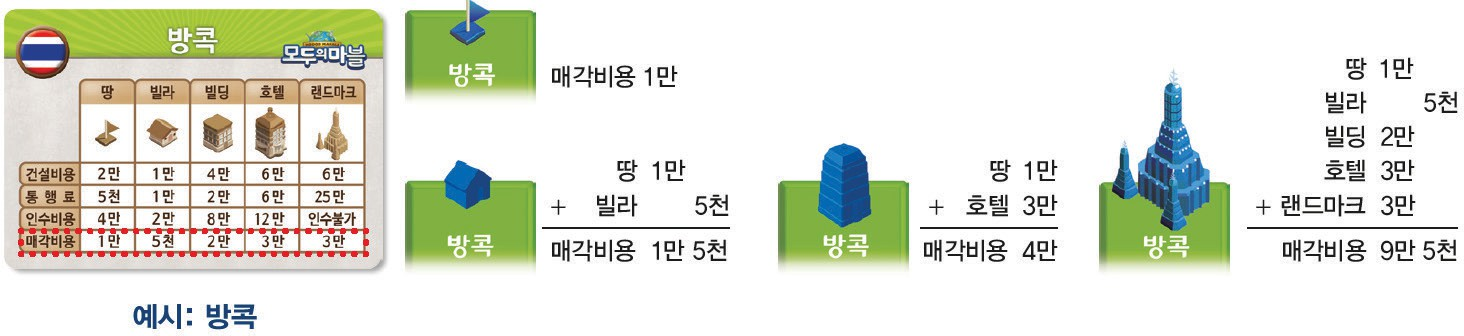 방콕
모두의마블
땅 빌라 빌딩 호텔 랜드마크
건설비용 2만 1만 4만 6만 6만
통행료 5천 1만 2만 6만 25만
인수비용 4만 2만 8만 12만 인수불가
매각비용 1만 5천 2만 3만 3만
예시: 방콕
방콕
매각비용 1만
방콕
땅 1만
+ 빌라 5천
매각비용 1만 5천
방콕
땅 1만
+ 호텔 3만
매각비용 4만
방콕
땅 1만
빌라 5천
빌딩 2만
호텔 3만
+ 랜드마크 3만
매각비용 9만 5천